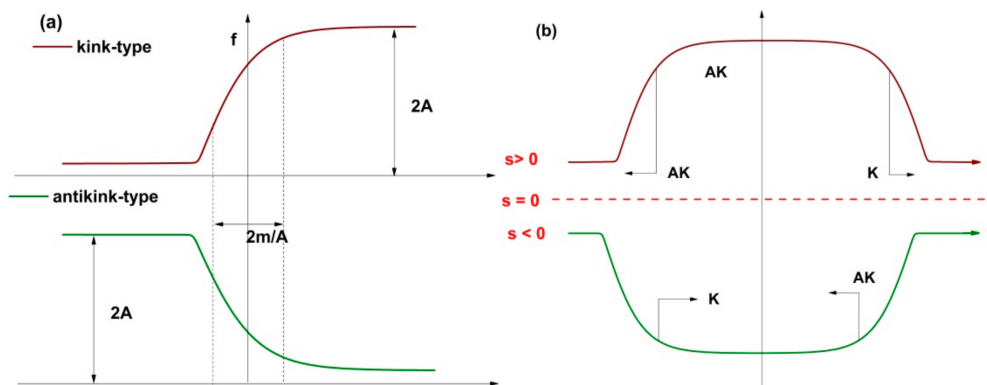 (a)
f
kink-type
2A
antikink-type
2m/A
2A
(b)
AK
s> 0
AK
K
s = 0
s < 0
K
AK